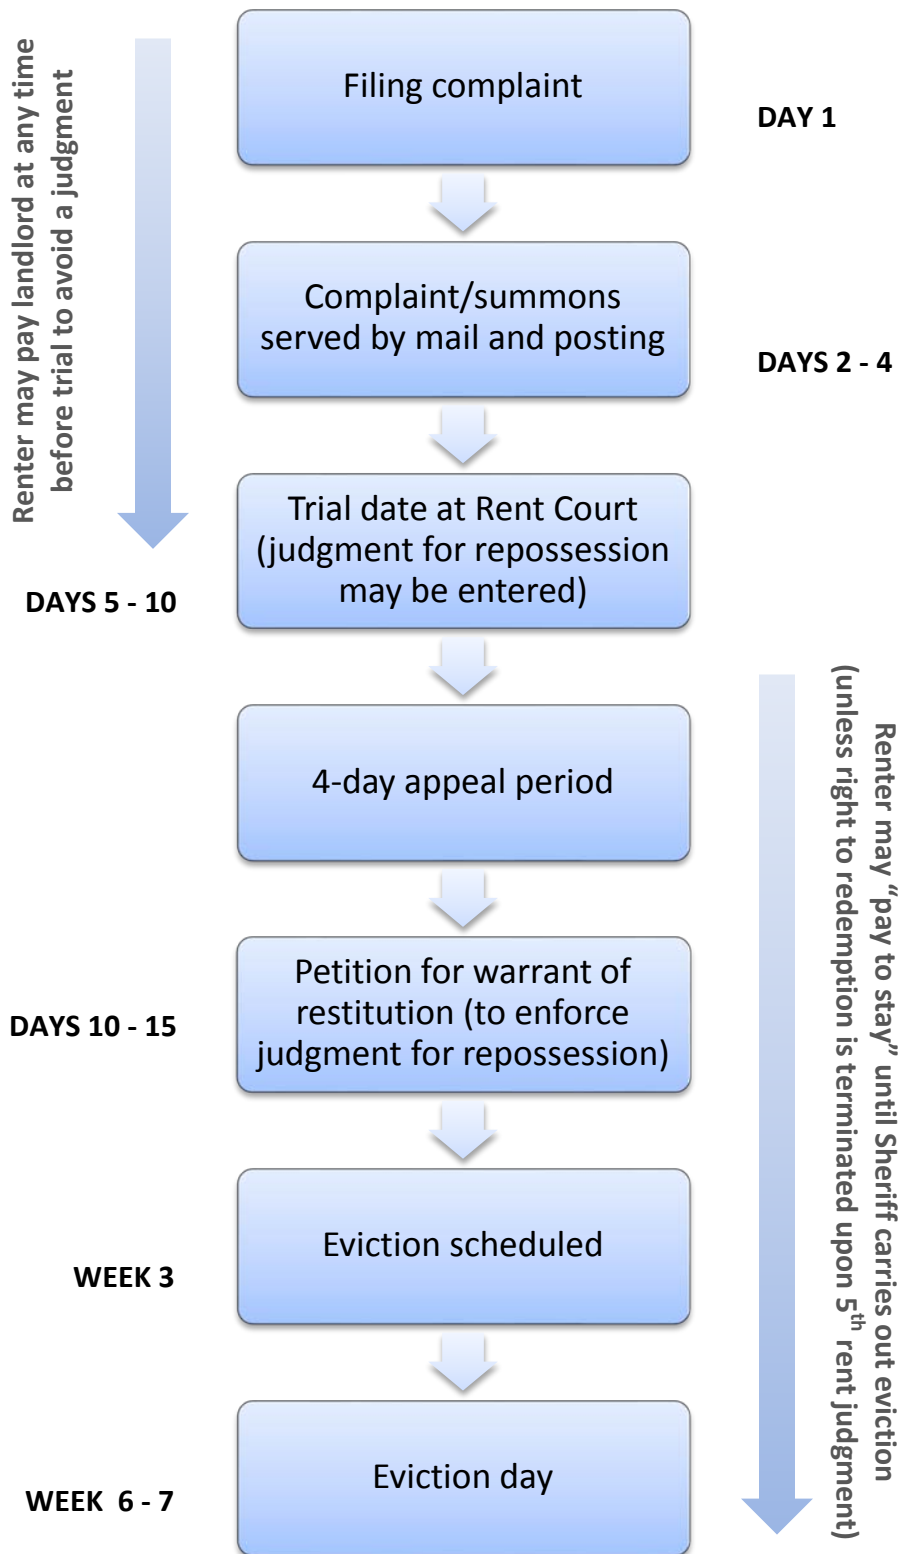 Renter may pay landlord at any time
before trial to avoid a judgment
Filing complaint
DAY 1
Complaint/summons
served by mail and posting
DAYS 2 - 4
Trial date at Rent Court
(judgment for repossession
may be entered)
DAYS 5 - 10
Renter may “pay to stay” until Sheriff carries out eviction
(unless right to redemption is terminated upon 5th rent judgment)
4-day appeal period
Petition for warrant of
restitution (to enforce
judgment for repossession)
DAYS 10 - 15
Eviction scheduled
WEEK 3
Eviction day
WEEK 6 - 7